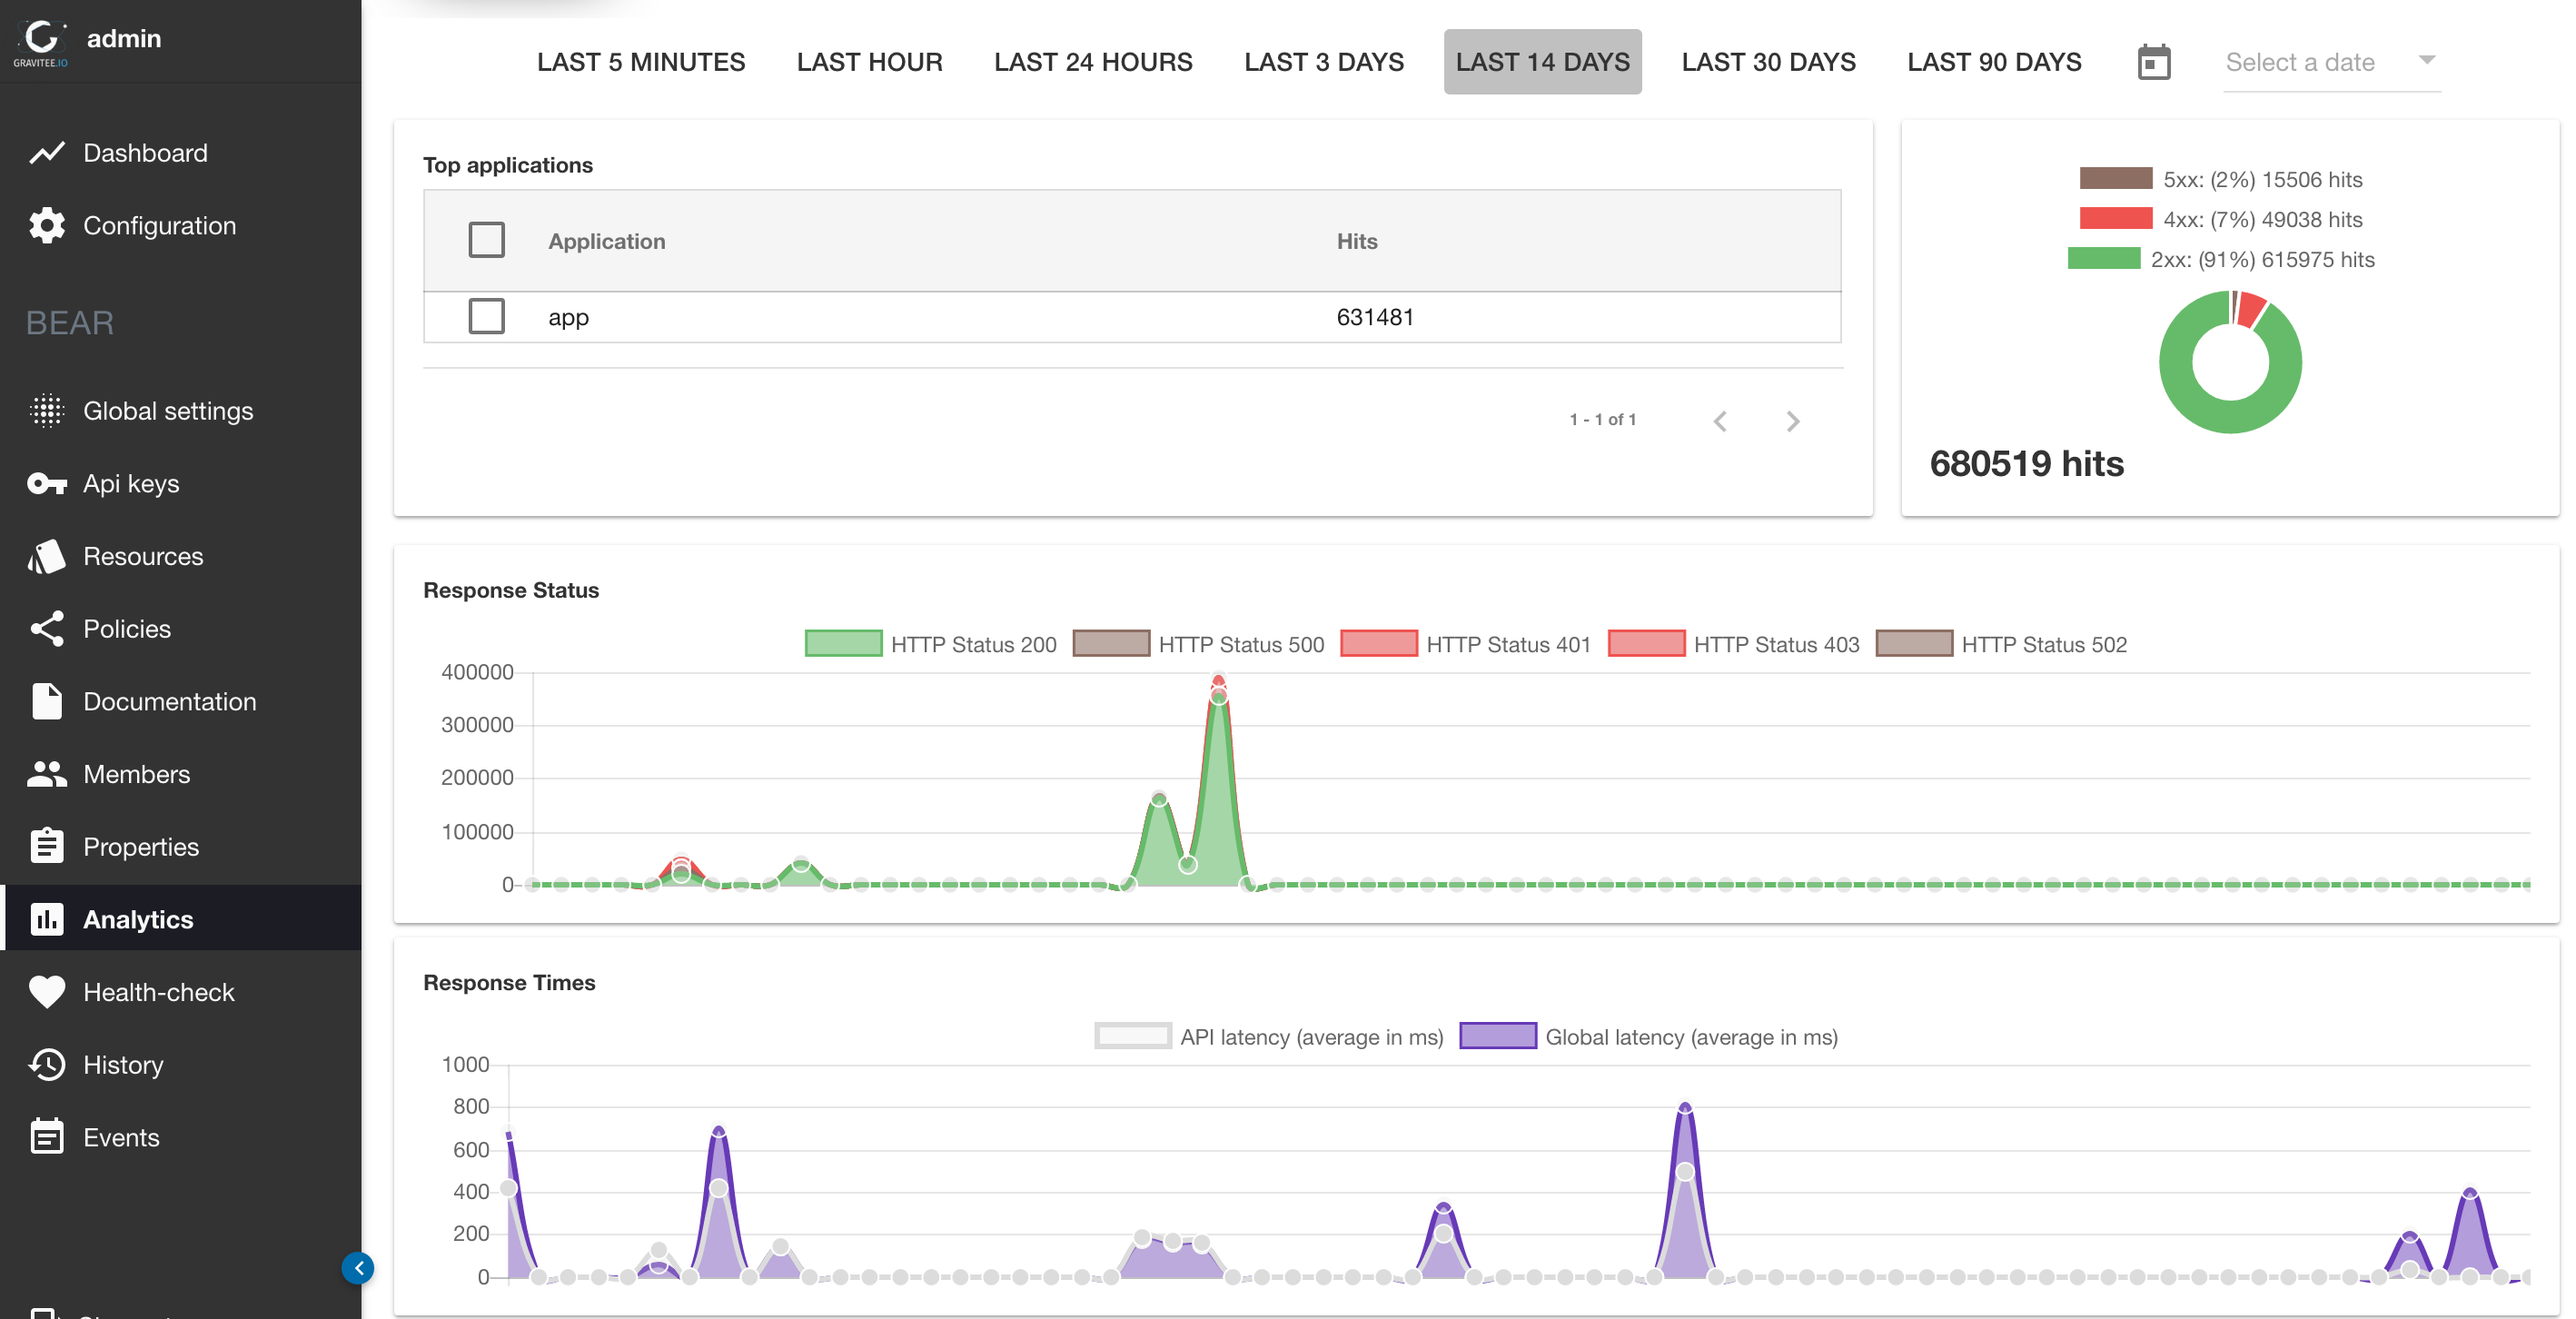 GRAVITEE.IO
admin
Dashboard
Configuration
BEAR
Global settings
Api keys
Resources
Policies
Documentation
Members
Properties
Analytics
Health-check
History
Events
LAST 5 MINUTES LAST HOUR LAST 24 HOURS LAST 3 DAYS LAST 14 DAYS LAST 30 DAYS LAST 90 DAYS Select a date
Top applications
Application Hits
app 631481
1 - 1 of 1
5xx: (2%) 15506 hits
4xx: (7%) 49038 hits
2xx: (91%) 615975 hits
680519 hits
Response Status
HTTP Status 200 HTTP Status 500 HTTP Status 401 HTTP Status 403 HTTP Status 502
400000
300000
200000
100000
0
Response Times
API latency (average in ms) Global latency (average in ms)
1000
800
600
400
200
0